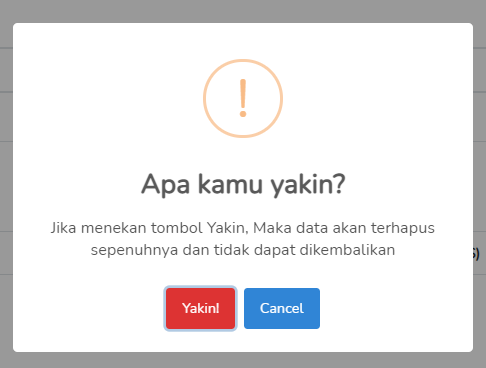 !
Apa kamu yakin?
Jika menekan tombol Yakin, Maka data akan terhapus
sepenuhnya dan tidak dapat dikembalikan
Yakin!
Cancel